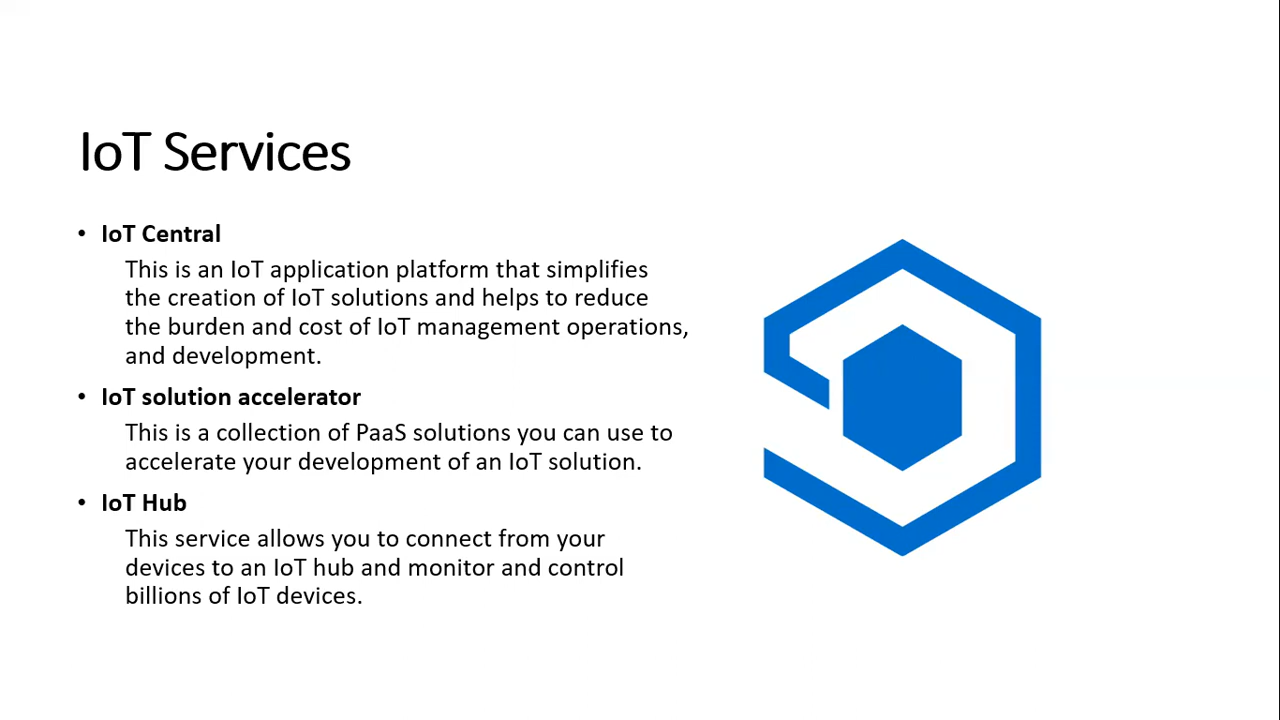 IoT Services
• IoT Central
This is an IoT application platform that simplifies
the creation of IoT solutions and helps to reduce
the burden and cost of IoT management operations,
and development.
• IoT solution accelerator
This is a collection of PaaS solutions you can use to
accelerate your development of an IoT solution.
• IoT Hub
This service allows you to connect from your
devices to an IoT hub and monitor and control
billions of IoT devices.